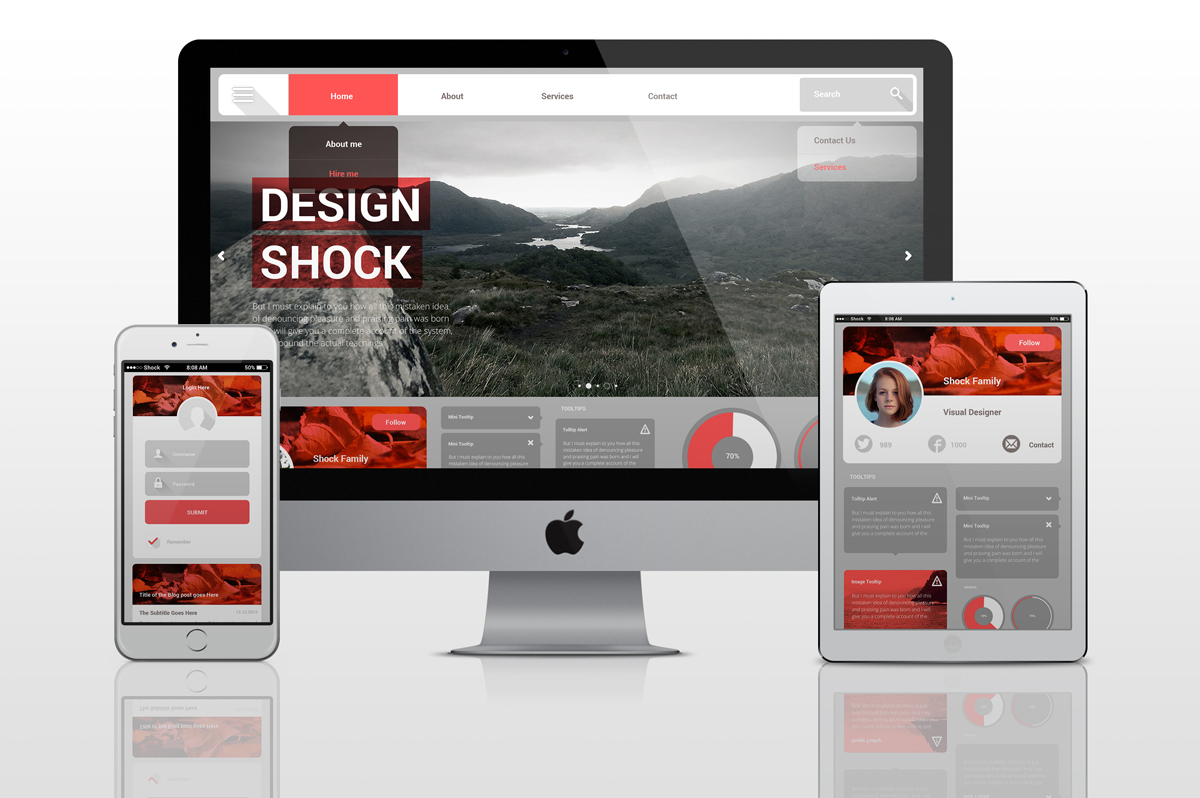 Home
About
Services
Contact
Search
About me
Hire me
Contact Us
Services
DESIGN
SHOCK
But I must explain to you how all this mistaken idea
of denouncing pleasure and praising pain was born
will give you a complete account of the system,
pound the actual teachings
Follow
Shock Family
Mini Tooltip
Mini Tooltip
But I must explain to you how all
this mistaken idea of denouncing
TOOLTIPS
Tolltip Alert
But I must explain to you how all this
mistaken idea of denouncing pleasure
and praising pain was born and I will
give you a complete account of the
70%
Shock
8:08 AM
50%
Login Here
Username
Password
SUBMIT
Remember
Title of the Blog post goes Here
The Subtitle Goes Here
Shock
8:08 AM
50%
Follow
Shock Family
Visual Designer
989
1000
Contact
TOOLTIPS
Tolltip Alert
But I must explain to you how all this
mistaken idea of denouncing pleasure
and praising pain was born and I will
give you a complete account of the
Mini Tooltip
Mini Tooltip
But I must explain to you how all this
mistaken idea of denouncing pleasure
and praising pain was born and I will
give you a complete account of the
Image Tooltip
But I must explain to you how all this
mistaken idea of denouncing pleasure
and praising pain was born and I will
give you a complete account of the